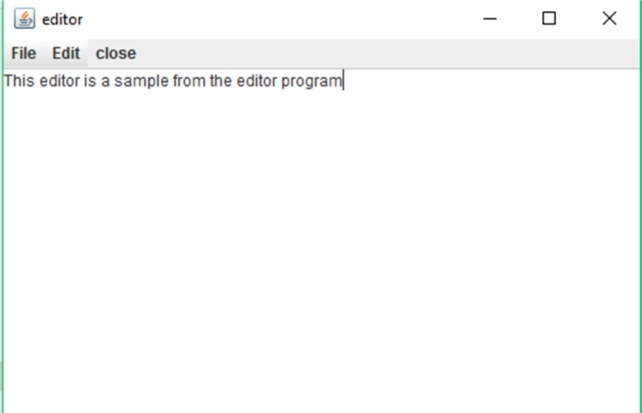 editor
File Edit close
This editor is a sample from the editor program